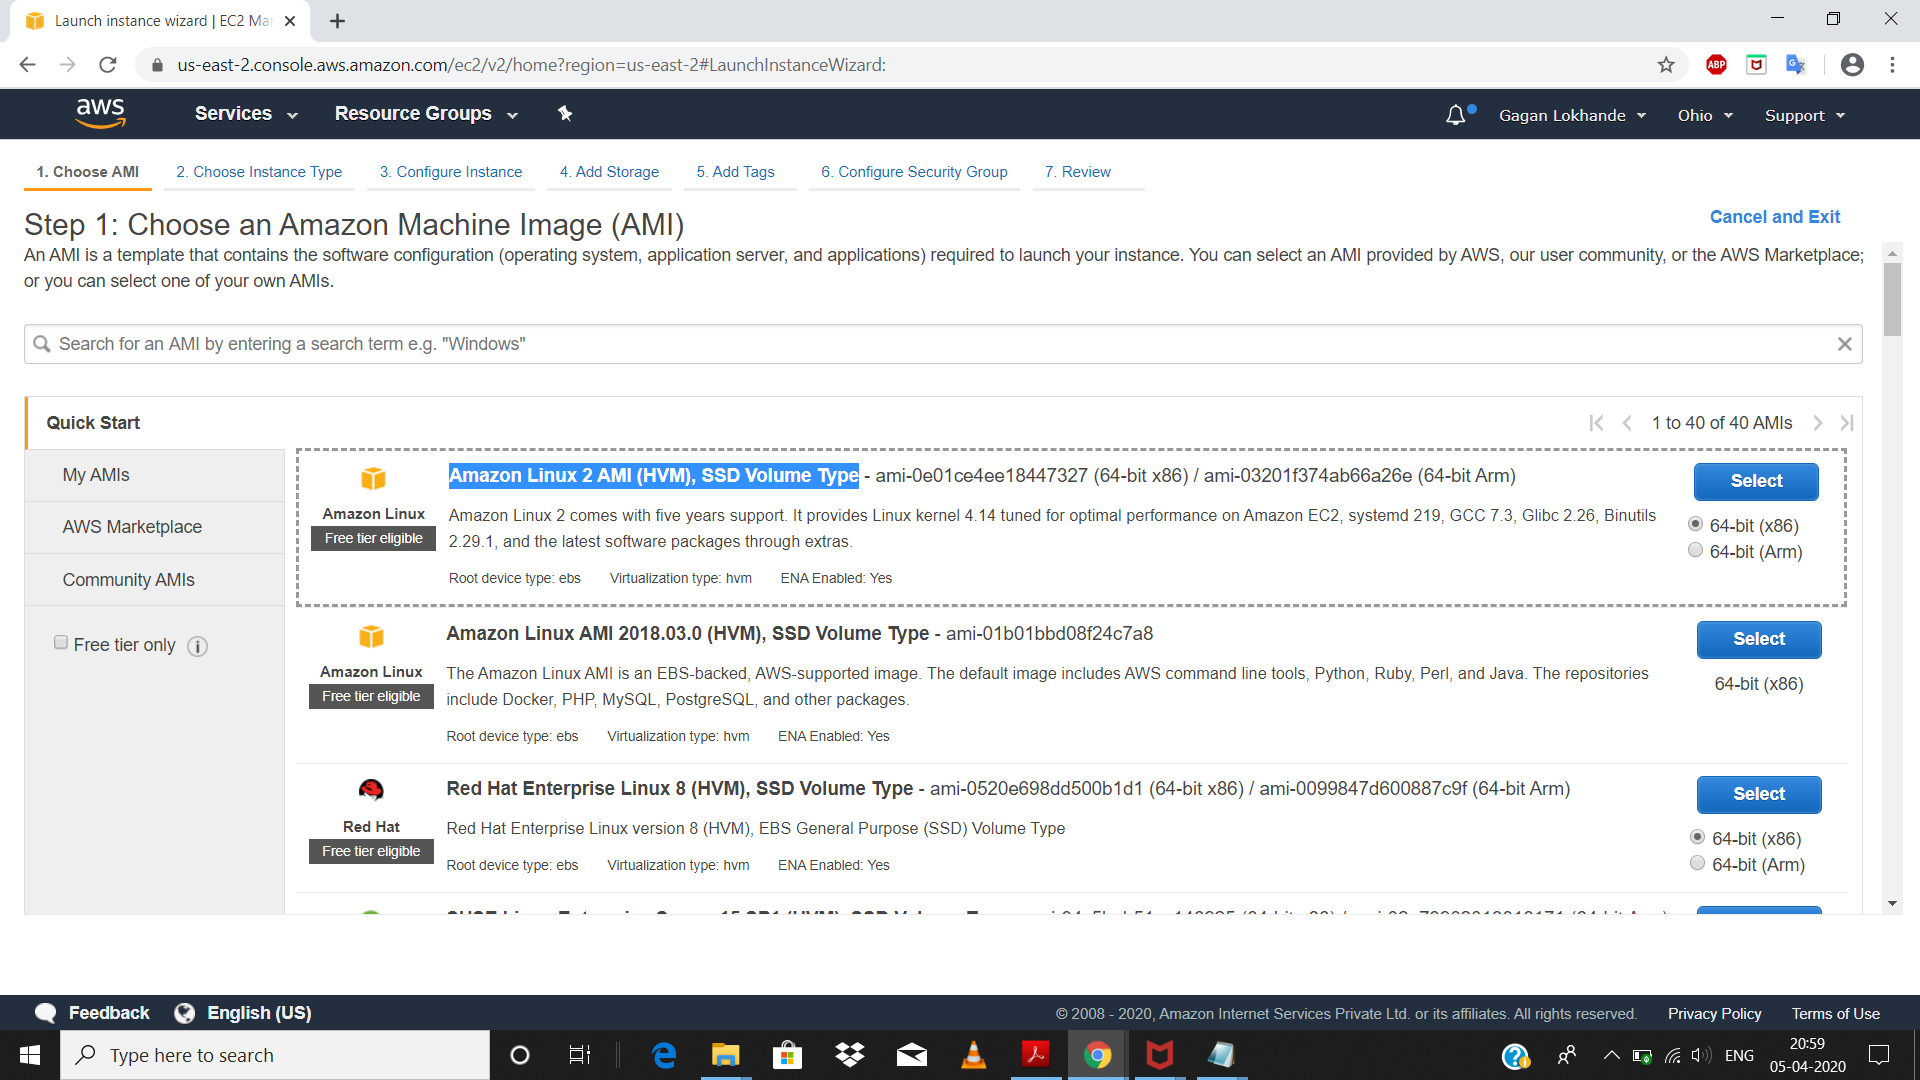 Launch instance wizard | EC2 Mar
us-east-2.console.aws.amazon.com/ec2/v2/home?region=us-east-2#LaunchInstanceWizard:
ABP
aws
Services
Resource Groups
Gagan Lokhande
Ohio
Support
1. Choose AMI
2. Choose Instance Type
3. Configure Instance
4. Add Storage
5. Add Tags
6. Configure Security Group
7. Review
Step 1: Choose an Amazon Machine Image (AMI)
Cancel and Exit
An AMI is a template that contains the software configuration (operating system, application server, and applications) required to launch your instance. You can select an AMI provided by AWS, our user community, or the AWS Marketplace;
or you can select one of your own AMIs.
Search for an AMI by entering a search term e.g. "Windows"
Quick Start
1 to 40 of 40 AMIs
My AMIs
AWS Marketplace
Community AMIs
Free tier only
Amazon Linux
Free tier eligible
Amazon Linux 2 AMI (HVM), SSD Volume Type - ami-0e01ce4ee18447327 (64-bit x86) / ami-03201f374ab66a26e (64-bit Arm)
Amazon Linux 2 comes with five years support. It provides Linux kernel 4.14 tuned for optimal performance on Amazon EC2, systemd 219, GCC 7.3, Glibc 2.26, Binutils
2.29.1, and the latest software packages through extras.
Root device type: ebs Virtualization type: hvm ENA Enabled: Yes
Select
64-bit (x86)
64-bit (Arm)
Amazon Linux
Free tier eligible
Amazon Linux AMI 2018.03.0 (HVM), SSD Volume Type - ami-01b01bbd08f24c7a8
The Amazon Linux AMI is an EBS-backed, AWS-supported image. The default image includes AWS command line tools, Python, Ruby, Perl, and Java. The repositories
include Docker, PHP, MySQL, PostgreSQL, and other packages.
Root device type: ebs Virtualization type: hvm ENA Enabled: Yes
Select
64-bit (x86)
Red Hat
Free tier eligible
Red Hat Enterprise Linux 8 (HVM), SSD Volume Type - ami-0520e698dd500b1d1 (64-bit x86) / ami-0099847d600887c9f (64-bit Arm)
Red Hat Enterprise Linux version 8 (HVM), EBS General Purpose (SSD) Volume Type
Root device type: ebs Virtualization type: hvm ENA Enabled: Yes
Select
64-bit (x86)
64-bit (Arm)
Feedback
English (US)
© 2008 - 2020, Amazon Internet Services Private Ltd. or its affiliates. All rights reserved.
Privacy Policy
Terms of Use
Type here to search
ENG
20:59
05-04-2020